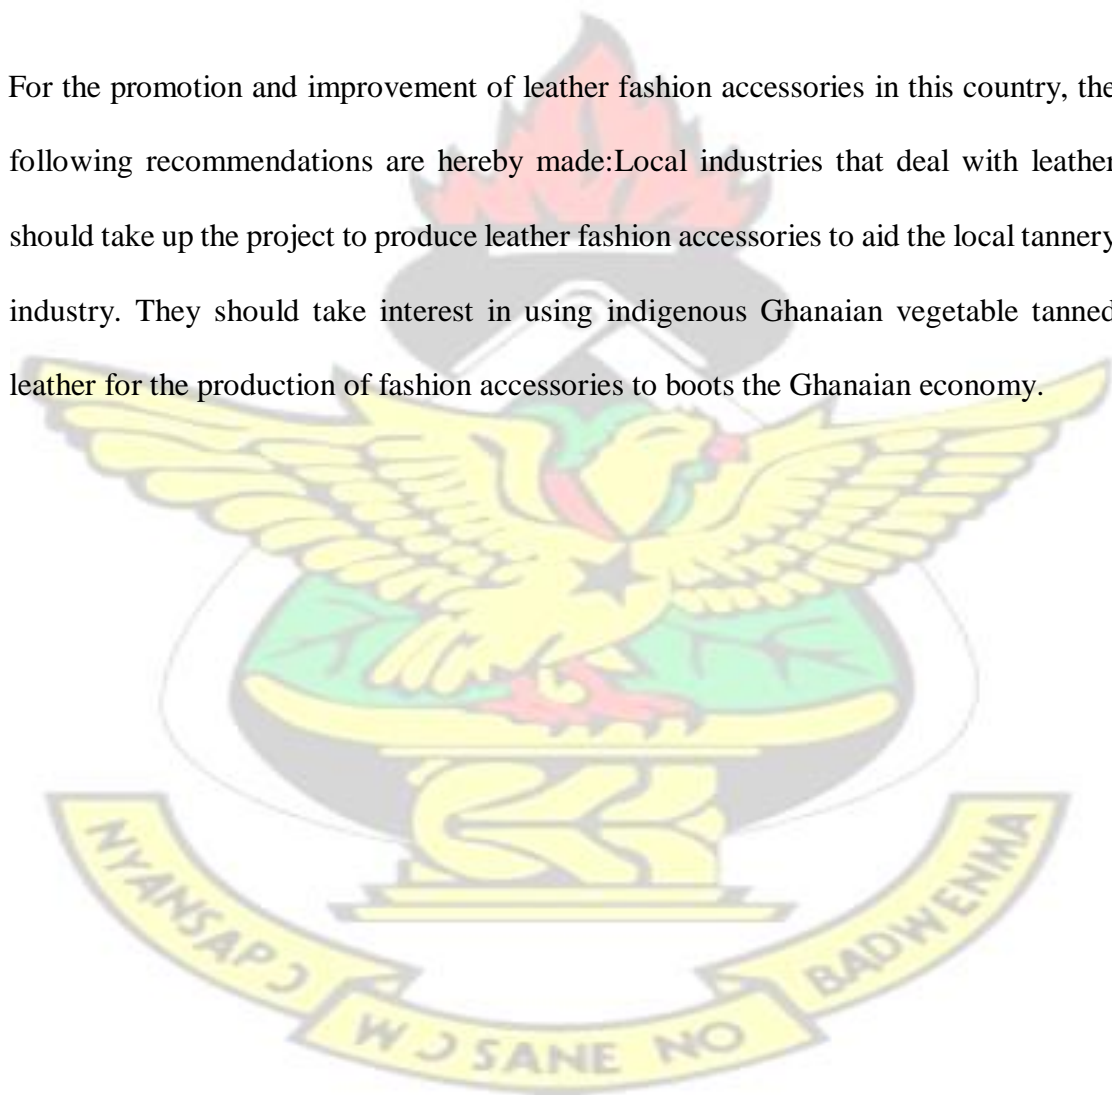 For the promotion and improvement of leather fashion accessories in this country, the
following recommendations are hereby made:Local industries that deal with leather
should take up the project to produce leather fashion accessories to aid the local tannery
industry. They should take interest in using indigenous Ghanaian vegetable tanned
leather for the production of fashion accessories to boots the Ghanaian economy.
NYANSAPƆ
WƆSANE NO
BADWENMA